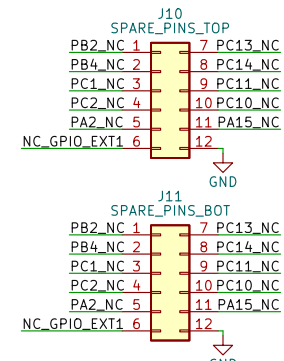 J10
SPARE_PINS_TOP
PB2_NC 1 7 PC13_NC
PB4_NC 2 8 PC14_NC
PC1_NC 3 9 PC11_NC
PC2_NC 4 10 PC10_NC
PA2_NC 5 11 PA15_NC
NC_GPIO_EXT1 6 12
GND
J11
SPARE_PINS_BOT
PB2_NC 1 7 PC13_NC
PB4_NC 2 8 PC14_NC
PC1_NC 3 9 PC11_NC
PC2_NC 4 10 PC10_NC
PA2_NC 5 11 PA15_NC
NC_GPIO_EXT1 6 12